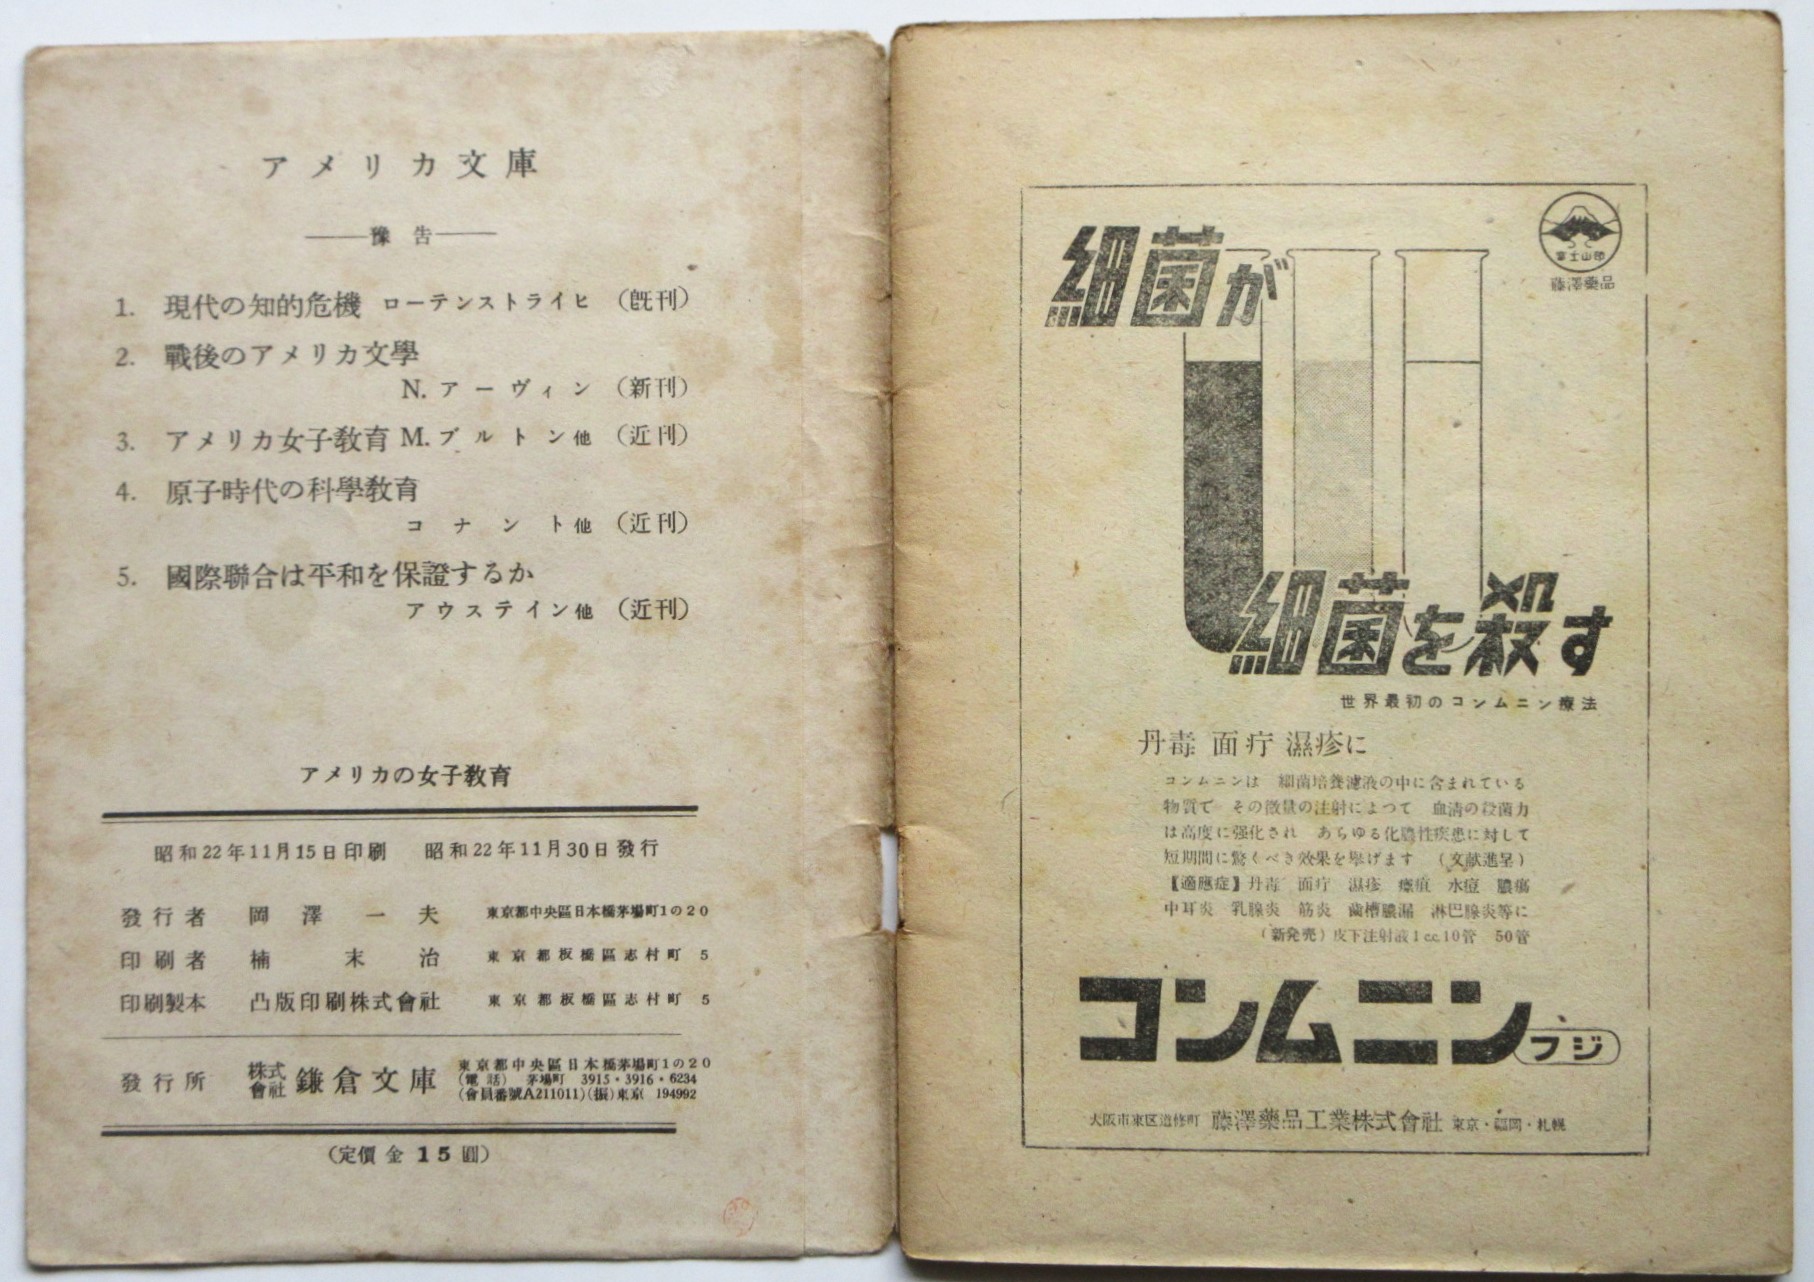 アメリカ文庫
豫告
1. 現代の知的危機 ローテンストライヒ (既刊)
2. 戰後のアメリカ文學
N. アーヴィン (新刊)
3. アメリカ女子教育 M. ブルトン他 (近刊)
4. 原子時代の科學教育
コナント他 (近刊)
5. 國際聯合は平和を保證するか
アウステイン他 (近刊)
アメリカの女子教育
昭和22年11月15日印刷 昭和22年11月30日發行
發行者 岡澤一夫 東京都中央區日本橋茅場町1の20
印刷者 楠末治 東京都板橋區志村町5
印刷製本 凸版印刷株式會社 東京都板橋區志村町5
發行所 株式會社 鎌倉文庫 東京都中央區日本橋茅場町1の20
(電話) 茅場町 3915・3916・6234
(會員番號A211011)(振)東京 194992
(定價金15圓)
富士山印
藤澤藥品
細菌が
細菌を殺す
世界最初のコンムニン療法
丹毒 面疔 濕疹に
コンムニンは 細菌培養濾液の中に含まれている
物質で その微量の注射によつて 血清の殺菌力
は高度に强化され あらゆる化膿性疾患に対して
短期間に驚くべき効果を挙げます (文献進呈)
【適應症】丹毒 面疔 濕疹 瘭疽 水痘 膿瘍
中耳炎 乳腺炎 筋炎 歯槽膿漏 淋巴腺炎等に
(新発売) 皮下注射液1cc10管 50管
コンムニン フジ
大阪市東区道修町 藤澤藥品工業株式會社 東京・福岡・札幌